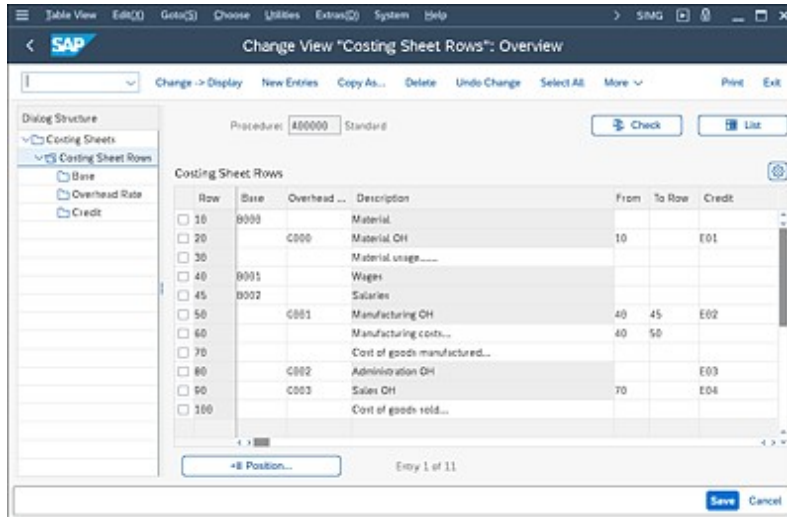 Table View Edit(X) Goto(S) Choose Utilities Extras(D) System Help SIMG
SAP Change View "Costing Sheet Rows": Overview
Change -> Display New Entries Copy As... Delete Undo Change Select All More Print Exit
Dialog Structure
Costing Sheets
Costing Sheet Rows
Base
Overhead Rate
Credit
Procedure: A00000 Standard
Check List
Costing Sheet Rows
Row Base Overhead ... Description From To Row Credit
10 B000 Material
20 C000 Material OH 10 E01
30 Material usage......
40 B001 Wages
45 B002 Salaries
50 C001 Manufacturing OH 40 45 E02
60 Manufacturing costs... 40 50
70 Cost of goods manufactured...
80 C002 Administration OH E03
90 C003 Sales OH 70 E04
100 Cost of goods sold...
Position... Entry 1 of 11
Save Cancel